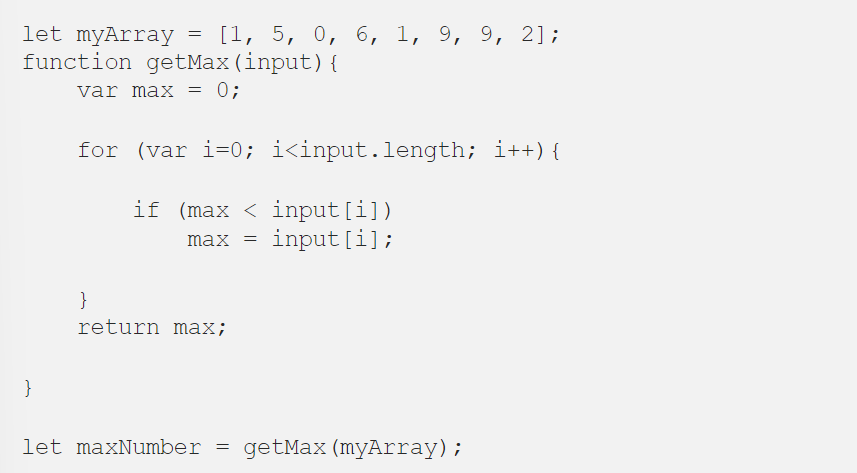 let myArray = [1, 5, 0, 6, 1, 9, 9, 2];
function getMax(input){
    var max = 0;
    for (var i=0; i<input.length; i++){
        if (max < input[i])
            max = input[i];
    }
    return max;
}
let maxNumber = getMax(myArray);